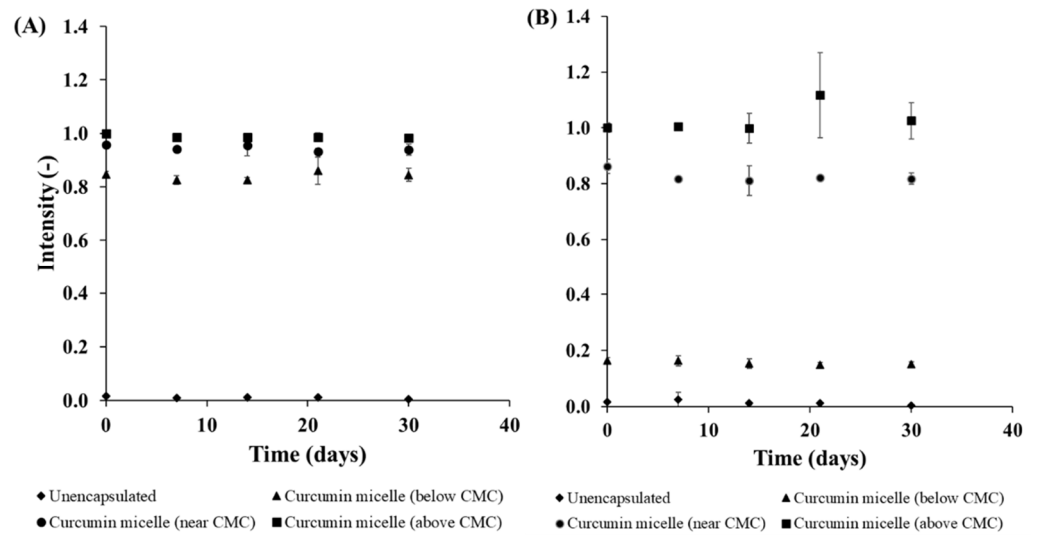 (A)
1.4
1.2
1.0
0.8
0.6
0.4
0.2
0.0
Intensity (-)
0 10 20 30 40
Time (days)
Unencapsulated
Curcumin micelle (below CMC)
Curcumin micelle (near CMC)
Curcumin micelle (above CMC)
(B)
1.4
1.2
1.0
0.8
0.6
0.4
0.2
0.0
0 10 20 30 40
Time (days)
Unencapsulated
Curcumin micelle (below CMC)
Curcumin micelle (near CMC)
Curcumin micelle (above CMC)